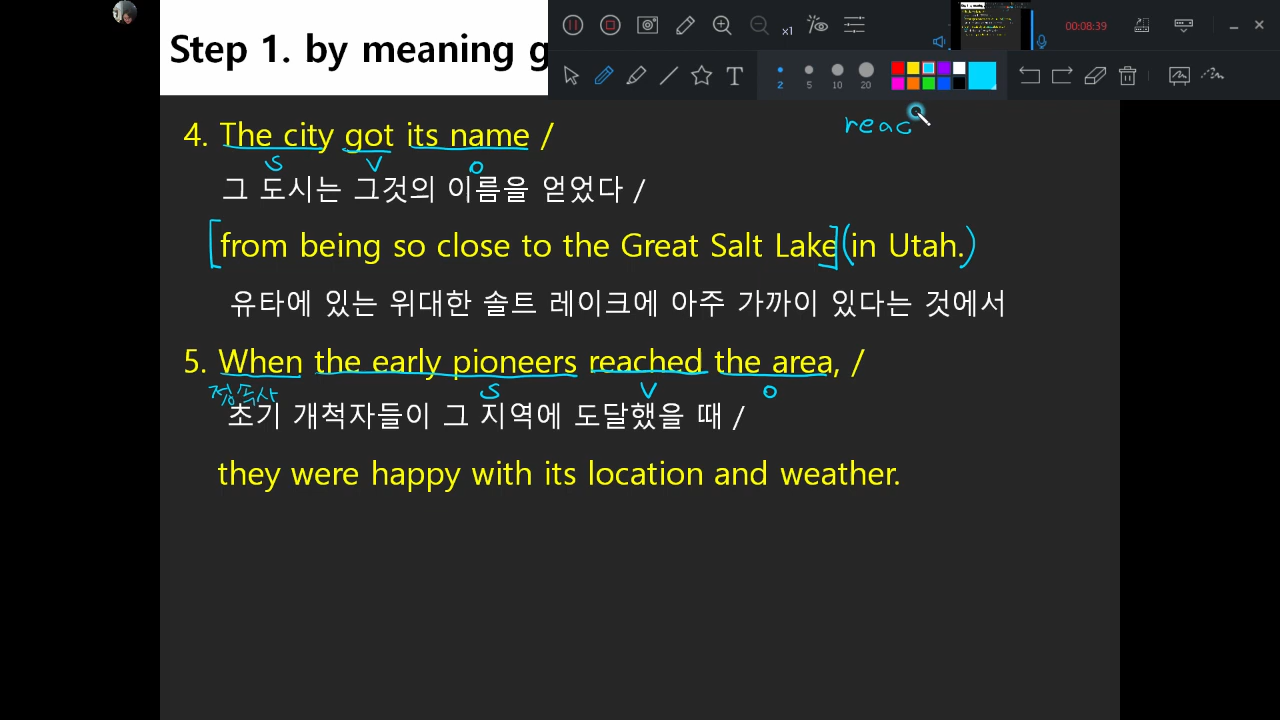 Step 1. by meaning g
x1
00:08:39
2
5
10
20
T
reac
4. The city got its name /
S V O
그 도시는 그것의 이름을 얻었다 /
[from being so close to the Great Salt Lake] (in Utah.)
유타에 있는 위대한 솔트 레이크에 아주 가까이 있다는 것에서
5. When the early pioneers reached the area, /
접속사 S V O
초기 개척자들이 그 지역에 도달했을 때 /
they were happy with its location and weather.